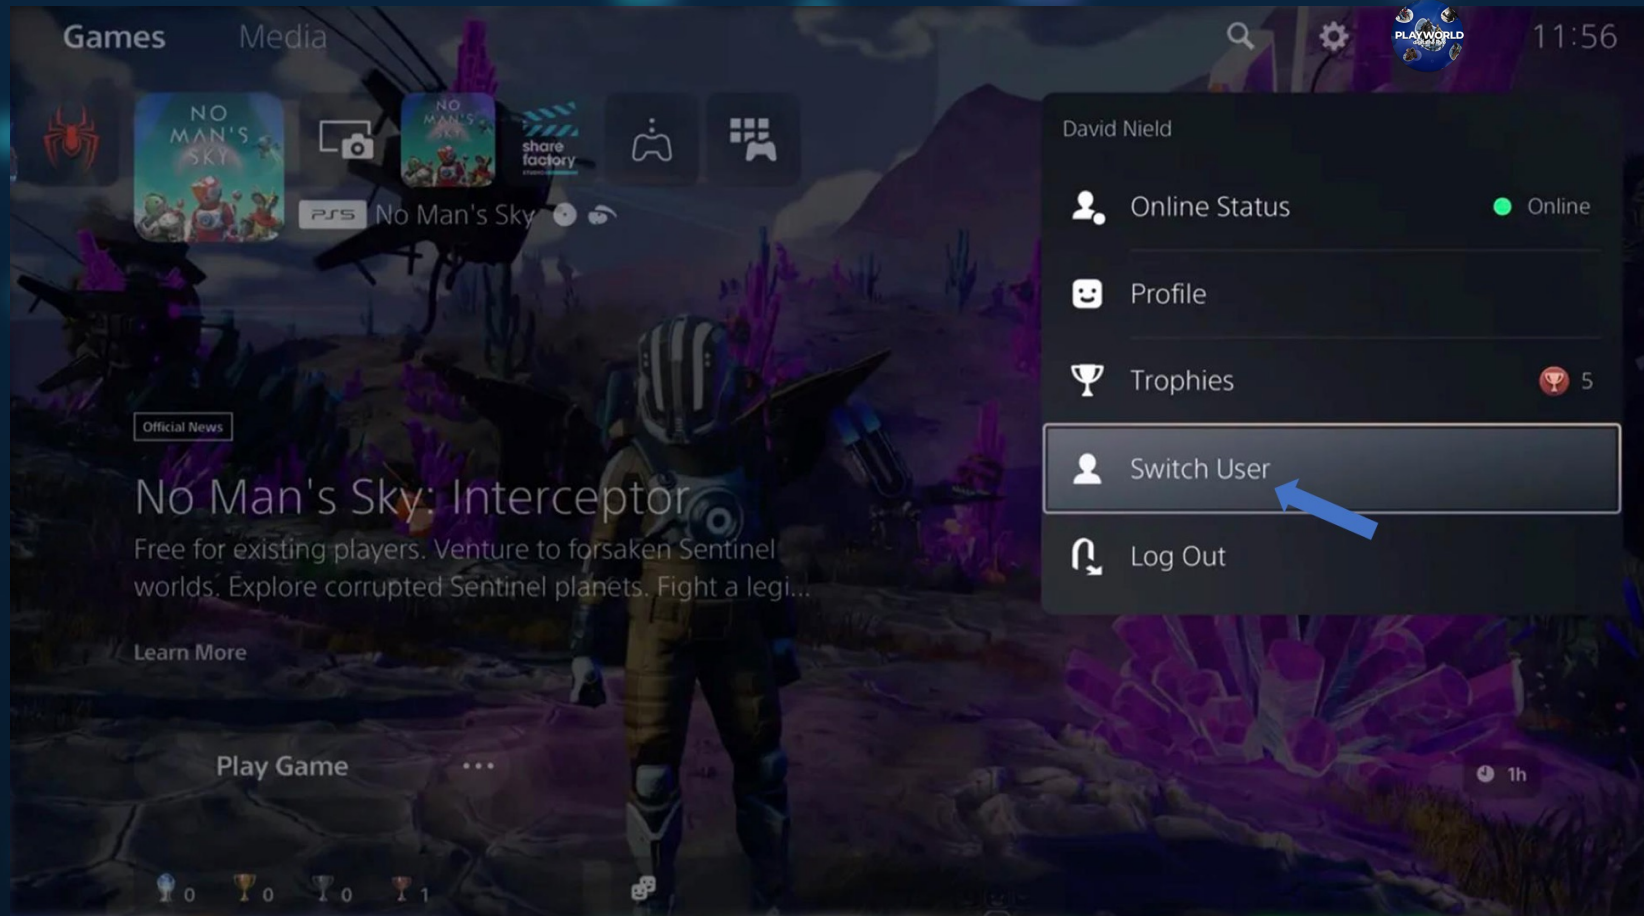 Games
Media
PLAYWORLD
11:56
NO
MAN'S
SKY
NO
MAN'S
SKY
share
factory
PS5
No Man's Sky
David Nield
Online Status
Online
Profile
Trophies
5
Switch User
Log Out
Official News
No Man's Sky: Interceptor
Free for existing players. Venture to forsaken Sentinel
worlds. Explore corrupted Sentinel planets. Fight a legi...
Learn More
Play Game
...
1h
0
0
0
1